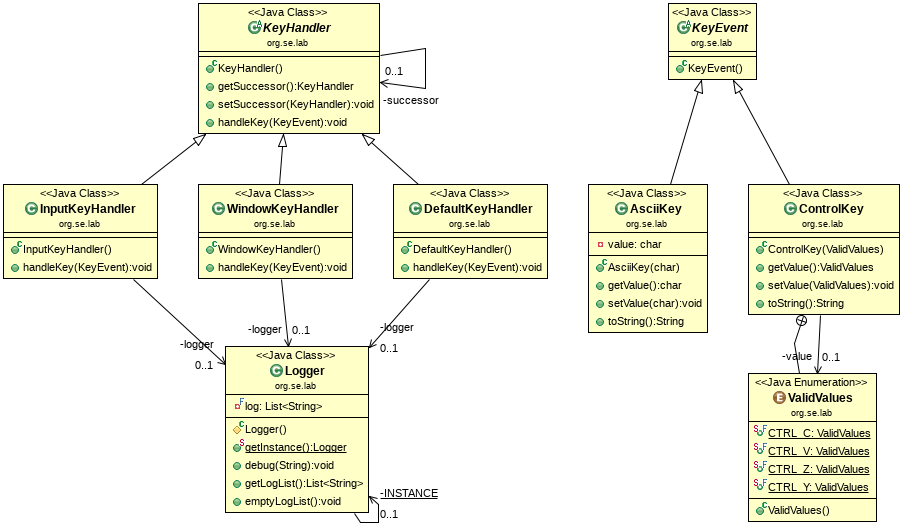 <<Java Class>>
KeyHandler
org.se.lab
KeyHandler()
getSuccessor():KeyHandler
setSuccessor(KeyHandler):void
handleKey(KeyEvent):void
0..1
-successor
<<Java Class>>
KeyEvent
org.se.lab
KeyEvent()
<<Java Class>>
InputKeyHandler
org.se.lab
InputKeyHandler()
handleKey(KeyEvent):void
<<Java Class>>
WindowKeyHandler
org.se.lab
WindowKeyHandler()
handleKey(KeyEvent):void
<<Java Class>>
DefaultKeyHandler
org.se.lab
DefaultKeyHandler()
handleKey(KeyEvent):void
<<Java Class>>
AsciiKey
org.se.lab
value: char
AsciiKey(char)
getValue():char
setValue(char):void
toString():String
<<Java Class>>
ControlKey
org.se.lab
ControlKey(ValidValues)
getValue():ValidValues
setValue(ValidValues):void
toString():String
-logger
0..1
-logger
0..1
-logger
0..1
-value
0..1
<<Java Class>>
Logger
org.se.lab
log: List<String>
Logger()
getInstance():Logger
debug(String):void
getLogList():List<String>
emptyLogList():void
-INSTANCE
0..1
<<Java Enumeration>>
ValidValues
org.se.lab
CTRL_C: ValidValues
CTRL_V: ValidValues
CTRL_Z: ValidValues
CTRL_Y: ValidValues
ValidValues()